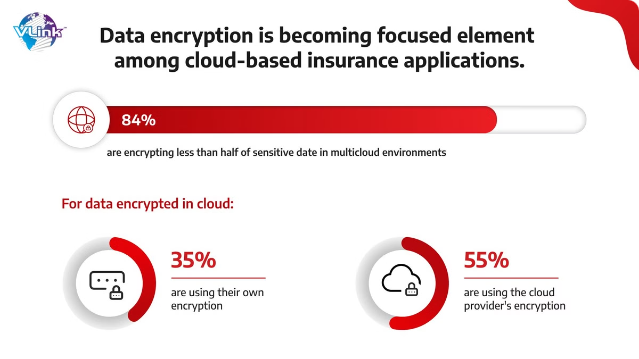 VLink
Data encryption is becoming focused element
among cloud-based insurance applications.
84%
are encrypting less than half of sensitive date in multicloud environments
For data encrypted in cloud:
35%
are using their own
encryption
55%
are using the cloud
provider's encryption